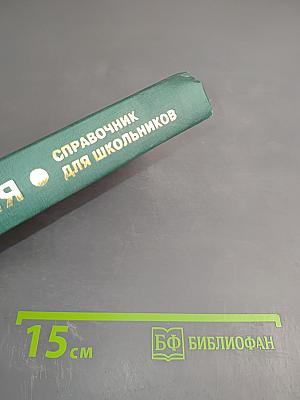 Я
СПРАВОЧНИК
ДЛЯ ШКОЛЬНИКОВ
15 см
БФ БИБЛИОФАН